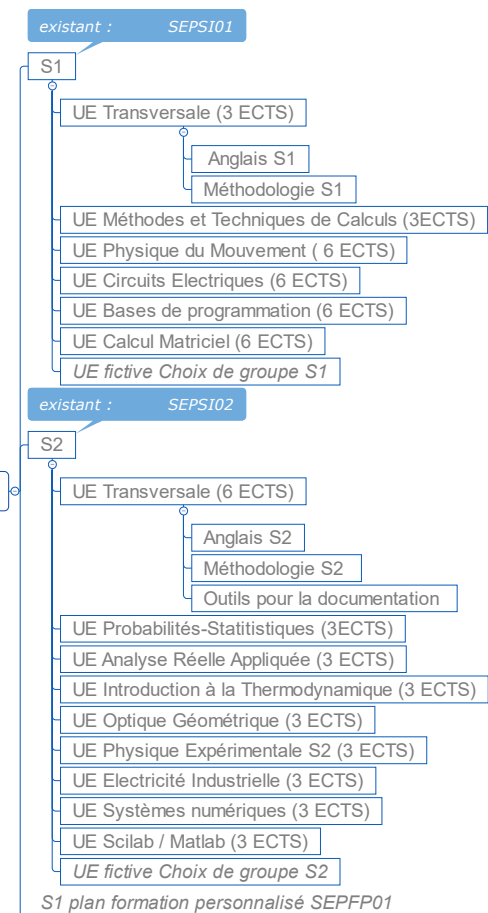 existant : SEPSI01
S1
UE Transversale (3 ECTS)
Anglais S1
Méthodologie S1
UE Méthodes et Techniques de Calculs (3ECTS)
UE Physique du Mouvement ( 6 ECTS)
UE Circuits Electriques (6 ECTS)
UE Bases de programmation (6 ECTS)
UE Calcul Matriciel (6 ECTS)
UE fictive Choix de groupe S1
existant : SEPSI02
S2
UE Transversale (6 ECTS)
Anglais S2
Méthodologie S2
Outils pour la documentation
UE Probabilités-Statitistiques (3ECTS)
UE Analyse Réelle Appliquée (3 ECTS)
UE Introduction à la Thermodynamique (3 ECTS)
UE Optique Géométrique (3 ECTS)
UE Physique Expérimentale S2 (3 ECTS)
UE Electricité Industrielle (3 ECTS)
UE Systèmes numériques (3 ECTS)
UE Scilab / Matlab (3 ECTS)
UE fictive Choix de groupe S2
S1 plan formation personnalisé SEPFP01